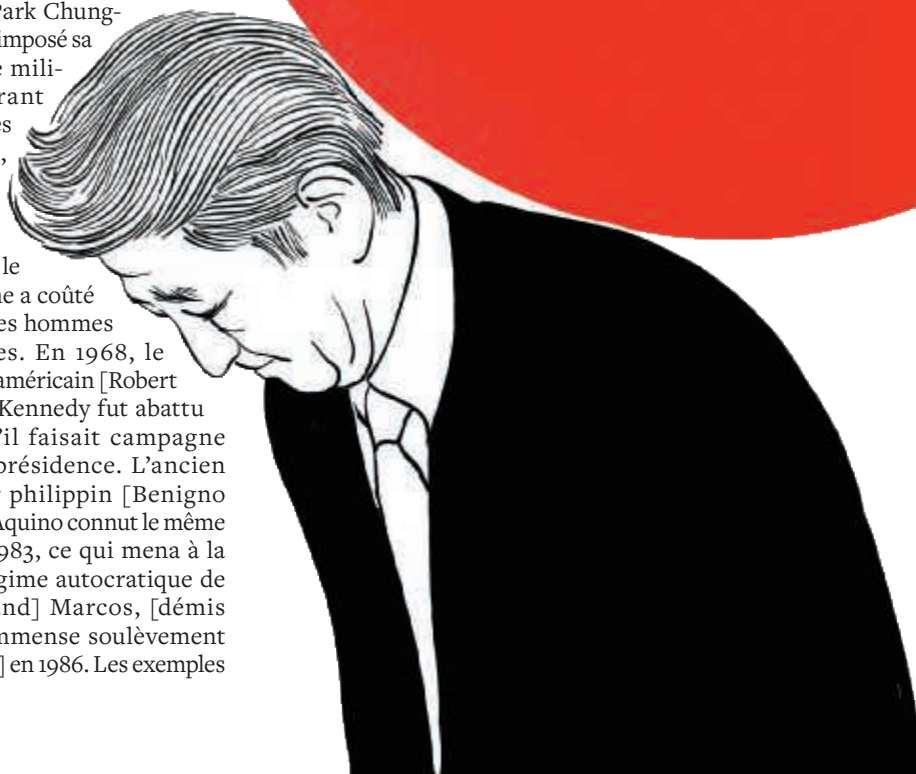 Park Chung-
imposé sa
mili-
rant
es
,
le
ne a coûté
es hommes
es. En 1968, le
américain [Robert
Kennedy fut abattu
'il faisait campagne
présidence. L'ancien
philippin [Benigno
Aquino connut le même
983, ce qui mena à la
gime autocratique de
and] Marcos, [démis
mmense soulèvement
] en 1986. Les exemples